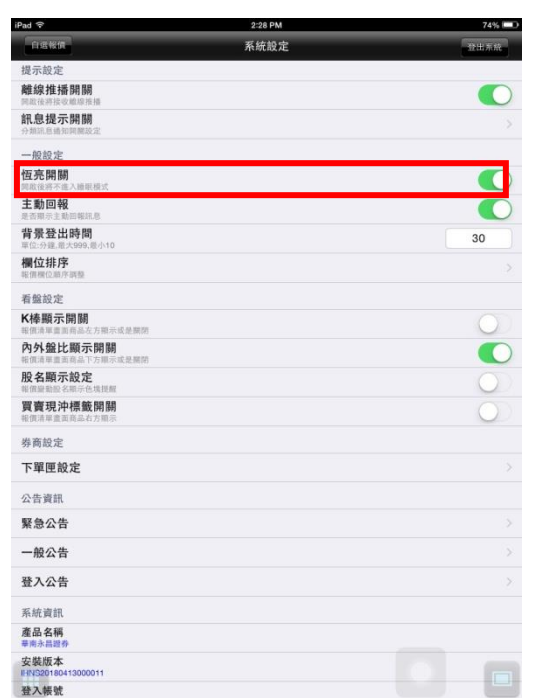 iPad 2:28 PM 74%
自選報價 系統設定 登出系統
提示設定
離線推播開關
開啟後將接收離線推播
訊息提示開關
分類訊息通知開關設定
一般設定
恆亮開關
開啟後將不進入睡眠模式
主動回報
是否顯示主動回報訊息
背景登出時間 30
單位:分鐘,最大999,最小10
欄位排序
報價欄位順序調整
看盤設定
K棒顯示開關
報價清單畫面商品左方顯示或是關閉
內外盤比顯示開關
報價清單畫面商品下方顯示或是關閉
股名顯示設定
報價變動股名顯示色塊提醒
買賣現沖標籤開關
報價清單畫面商品右方顯示
券商設定
下單匣設定
公告資訊
緊急公告
一般公告
登入公告
系統資訊
產品名稱
華南永昌證券
安裝版本
IHNS20180413000011
登入帳號